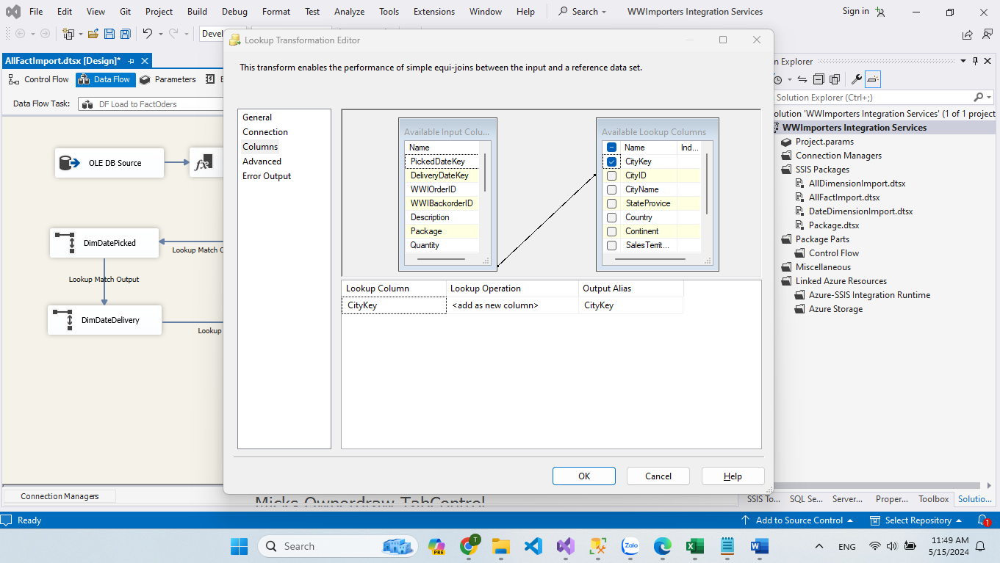 File Edit View Git Project Build Debug Format Test Analyze Tools Extensions Window Help Search WWImporters Integration Services Sign in
Devel
AllFactImport.dtsx [Design]*
Control Flow Data Flow Parameters E
Data Flow Task: DF Load to FactOders
OLE DB Source
fx
DimDatePicked
Lookup Match O
Lookup Match Output
DimDateDelivery
Lookup
Connection Managers
Lookup Transformation Editor
This transform enables the performance of simple equi-joins between the input and a reference data set.
General
Connection
Columns
Advanced
Error Output
Available Input Colu...
Name
PickedDateKey
DeliveryDateKey
WWIOrderID
WWIBackorderID
Description
Package
Quantity
Available Lookup Columns
Name Ind...
CityKey
CityID
CityName
StateProvice
Country
Continent
SalesTerrit...
Lookup Column Lookup Operation Output Alias
CityKey <add as new column> CityKey
OK Cancel Help
Micks Ownerdraw TabControl
n Explorer
Solution Explorer (Ctrl+;)
olution 'WWImporters Integration Services' (1 of 1 project
WWImporters Integration Services
Project.params
Connection Managers
SSIS Packages
AllDimensionImport.dtsx
AllFactImport.dtsx
DateDimensionImport.dtsx
Package.dtsx
Package Parts
Control Flow
Miscellaneous
Linked Azure Resources
Azure-SSIS Integration Runtime
Azure Storage
SSIS To... SQL Se... Server... Proper... Toolbox Solutio...
Ready Add to Source Control Select Repository 1
Search PRE T Zalo ENG 11:49 AM
5/15/2024